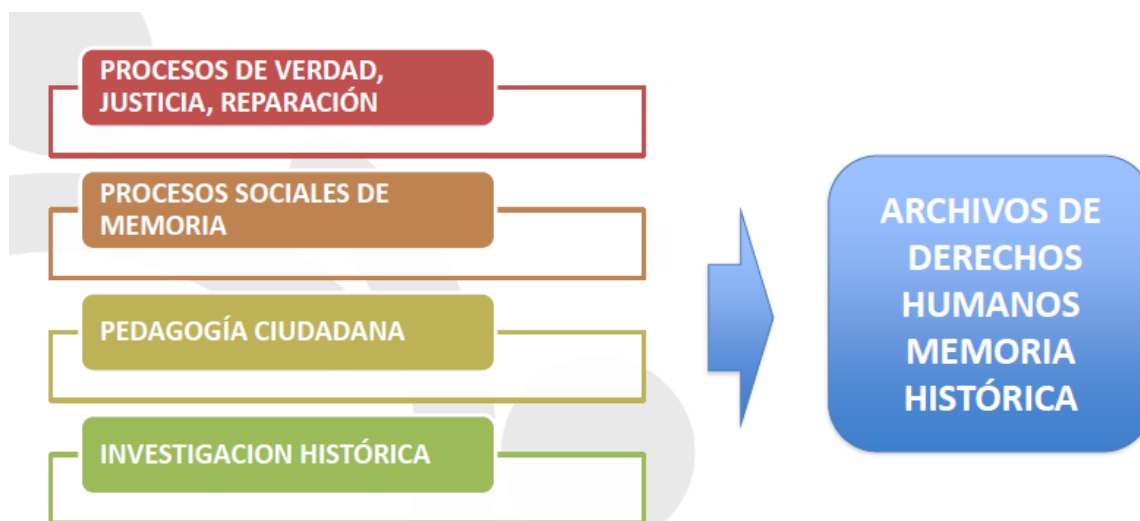 PROCESOS DE VERDAD,
JUSTICIA, REPARACIÓN
PROCESOS SOCIALES DE
MEMORIA
PEDAGOGÍA CIUDADANA
INVESTIGACION HISTÓRICA
ARCHIVOS DE
DERECHOS
HUMANOS
MEMORIA
HISTÓRICA